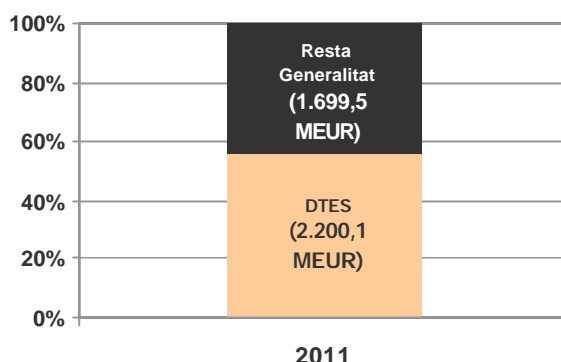 100%
80%
60%
40%
20%
0%
Resta
Generalitat
(1.699,5
MEUR)
DTES
(2.200,1
MEUR)
2011